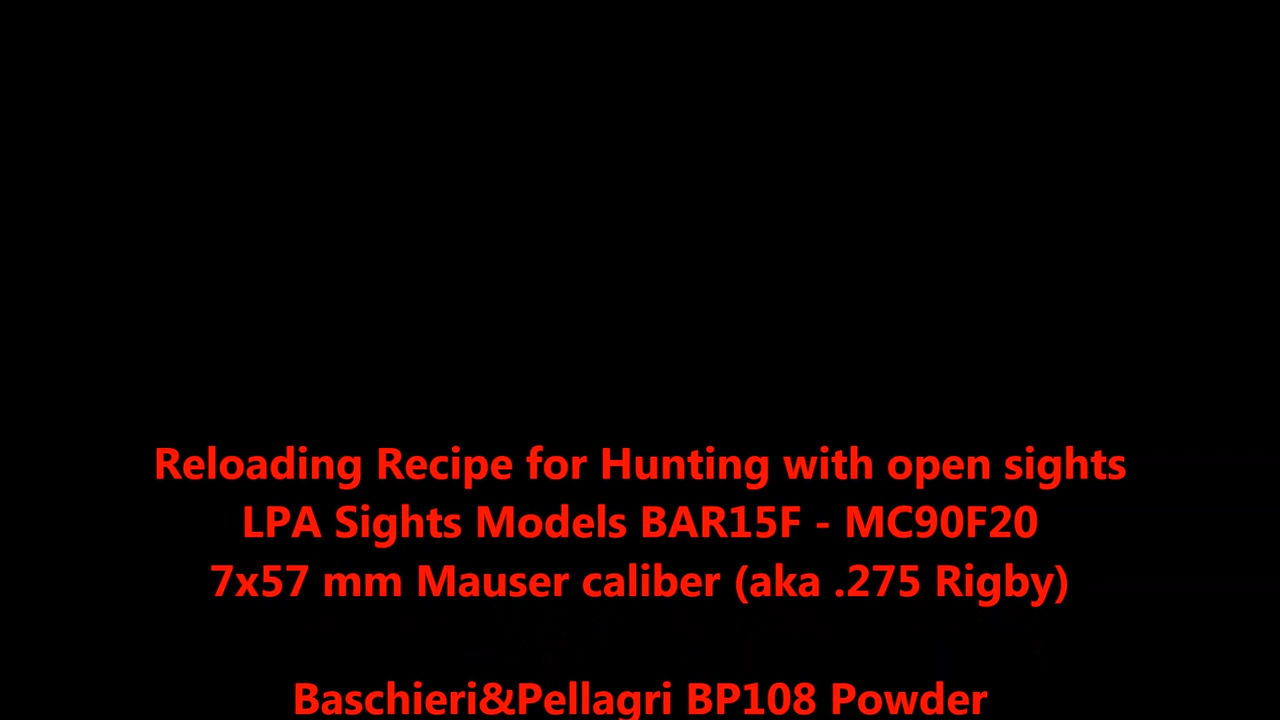 Reloading Recipe for Hunting with open sights
LPA Sights Models BAR15F - MC90F20
7x57 mm Mauser caliber (aka .275 Rigby)
Baschieri&Pellagri BP108 Powder